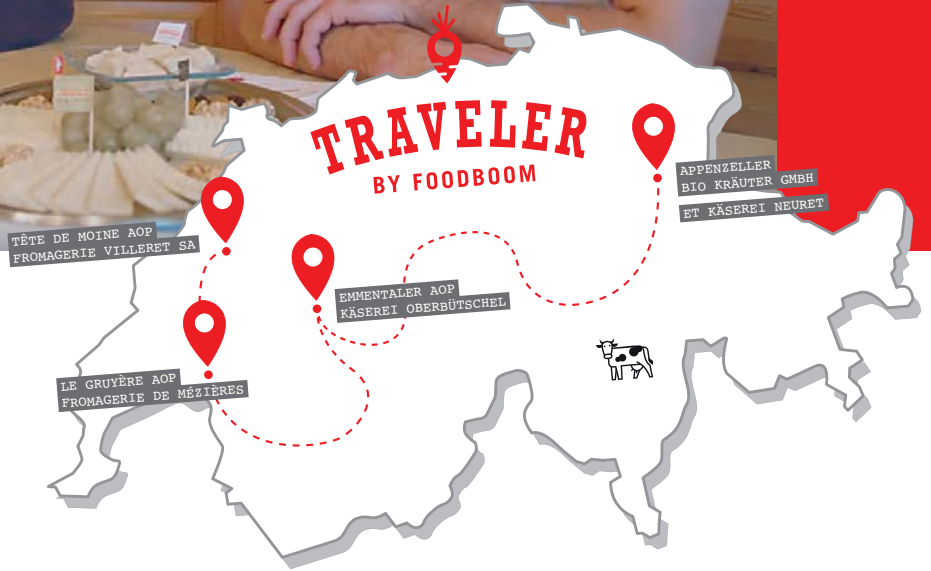 TRAVELER
BY FOODBOOM
APPENZELLER
BIO KRÄUTER GMBH
ET KÄSEREI NEURET
TÊTE DE MOINE AOP
FROMAGERIE VILLERET SA
EMMENTALER AOP
KÄSEREI OBERBÜTSCHEL
LE GRUYÈRE AOP
FROMAGERIE DE MÉZIÈRES